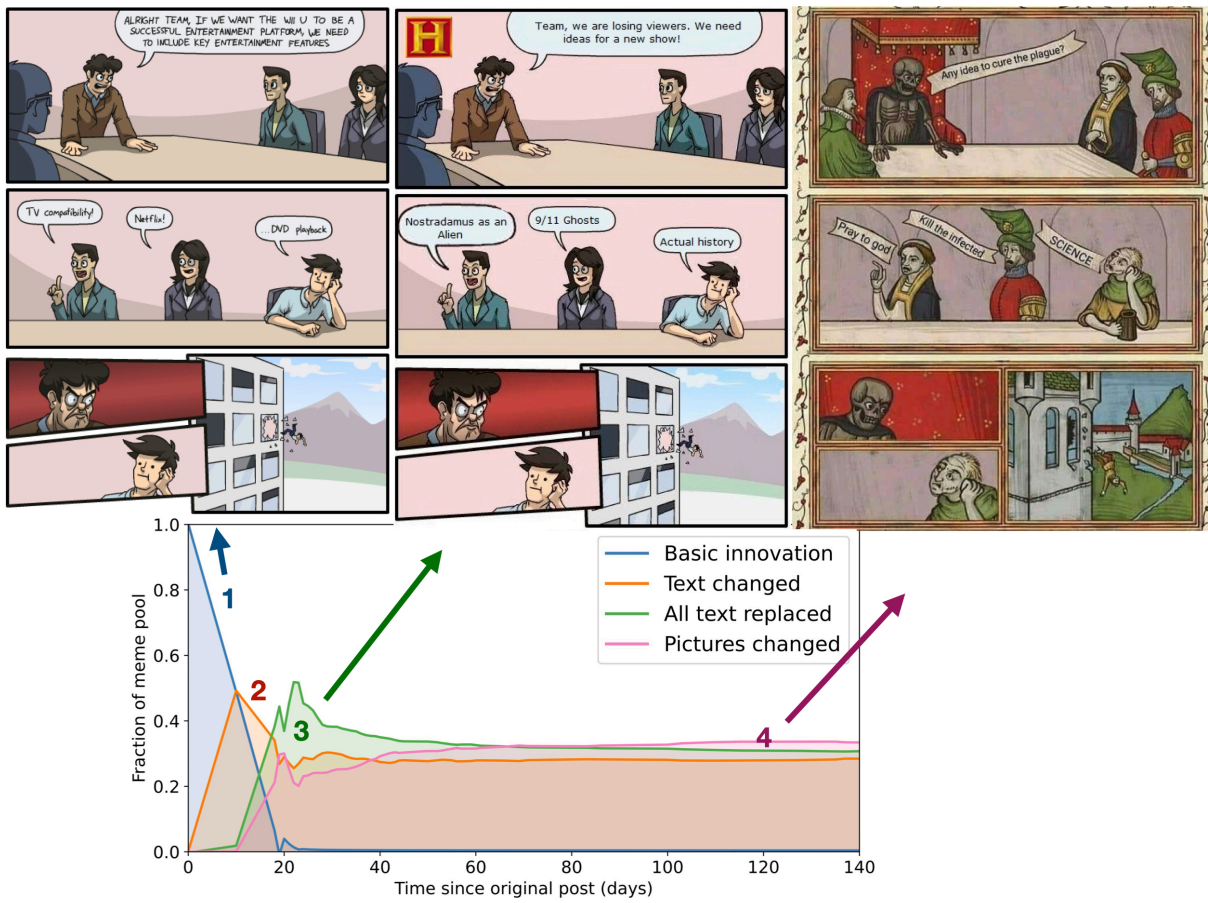 ALRIGHT TEAM, IF WE WANT THE WII U TO BE A
SUCCESSFUL ENTERTAINMENT PLATFORM, WE NEED
TO INCLUDE KEY ENTERTAINMENT FEATURES
TV COMPATIBILITY!
NETFLIX!
...DVD PLAYBACK
H
Team, we are losing viewers. We need
ideas for a new show!
Nostradamus as an
Alien
9/11 Ghosts
Actual history
Any idea to cure the plague?
Pray to god
Kill the infected
SCIENCE
1.0
0.8
0.6
0.4
0.2
0.0
Fraction of meme pool
1
2
3
4
Basic innovation
Text changed
All text replaced
Pictures changed
0
20
40
60
80
100
120
140
Time since original post (days)